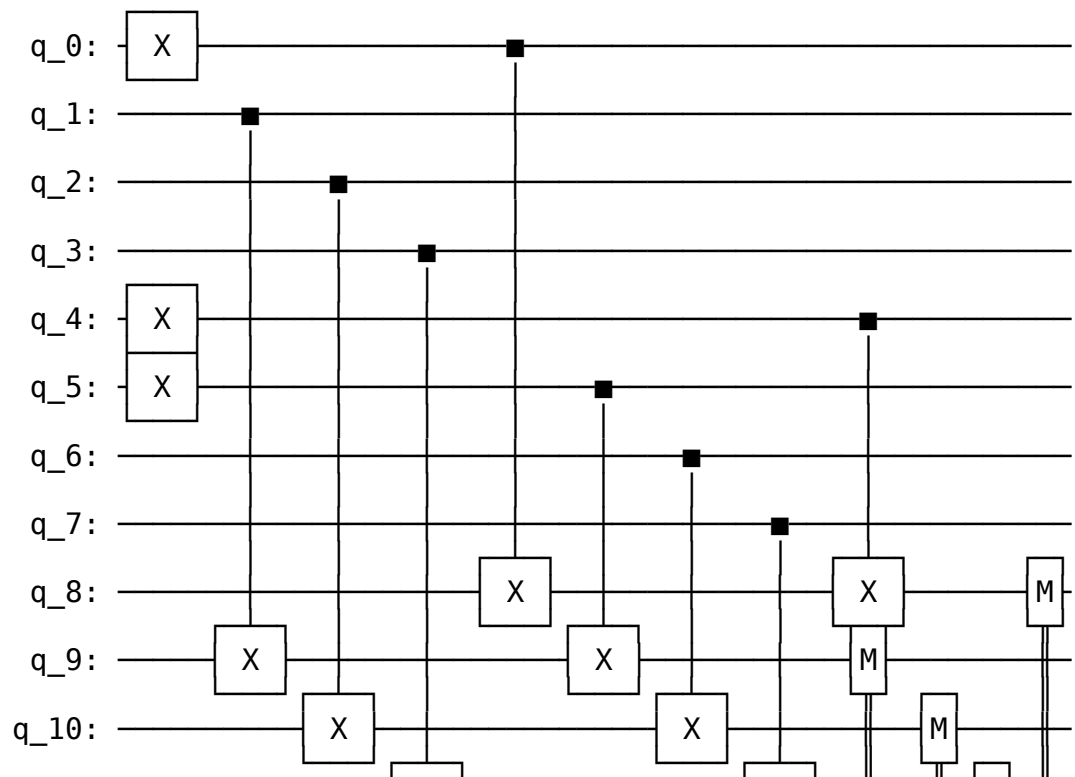 q_0: X
q_1:
q_2:
q_3:
q_4: X
q_5: X
q_6:
q_7:
q_8: X X M
q_9: X X M
q_10: X X M